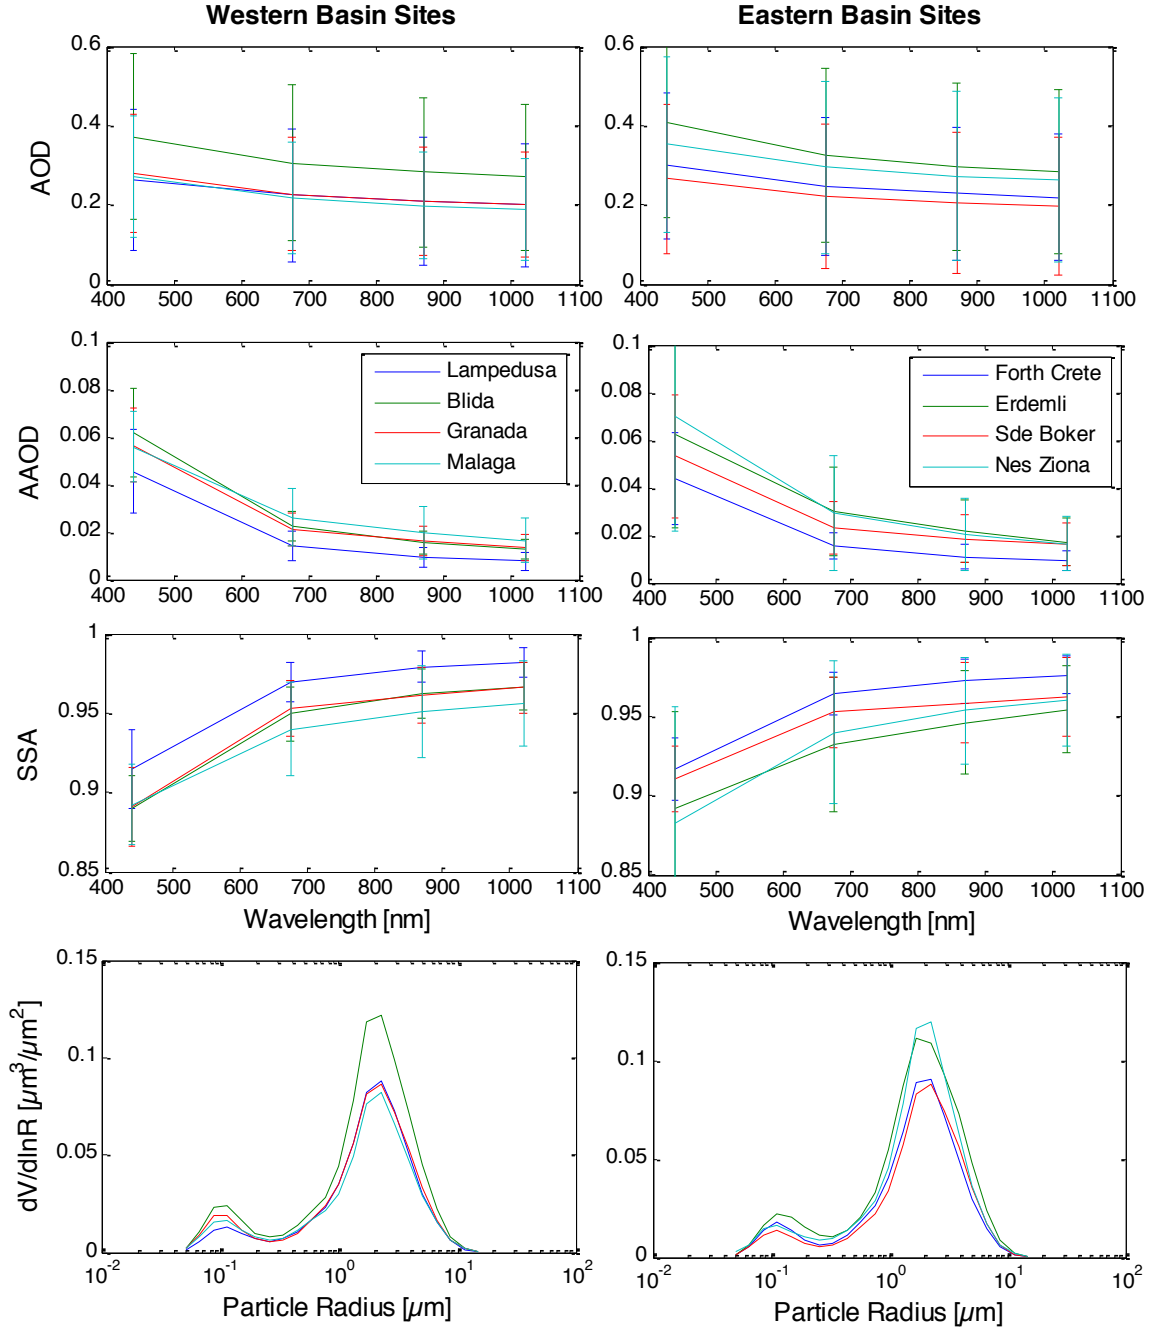 Western Basin Sites Eastern Basin Sites
0.6 0.6
0.4 0.4
AOD
0.2 0.2
0 0
400 500 600 700 800 900 1000 1100 400 500 600 700 800 900 1000 1100
0.1 0.1
Lampedusa Forth Crete
0.08 0.08
Blida Erdemli
Granada Sde Boker
0.06 0.06
Malaga Nes Ziona
AAOD
0.04 0.04
0.02 0.02
0 0
400 500 600 700 800 900 1000 1100 400 500 600 700 800 900 1000 1100
1 1
0.95 0.95
SSA
0.9 0.9
0.85 0.85
400 500 600 700 800 900 1000 1100 400 500 600 700 800 900 1000 1100
Wavelength [nm] Wavelength [nm]
0.15 0.15
dV/dlnR [µm³/µm²]
0.1 0.1
0.05 0.05
0 0
10⁻² 10⁻¹ 10⁰ 10¹ 10² 10⁻² 10⁻¹ 10⁰ 10¹ 10²
Particle Radius [µm] Particle Radius [µm]